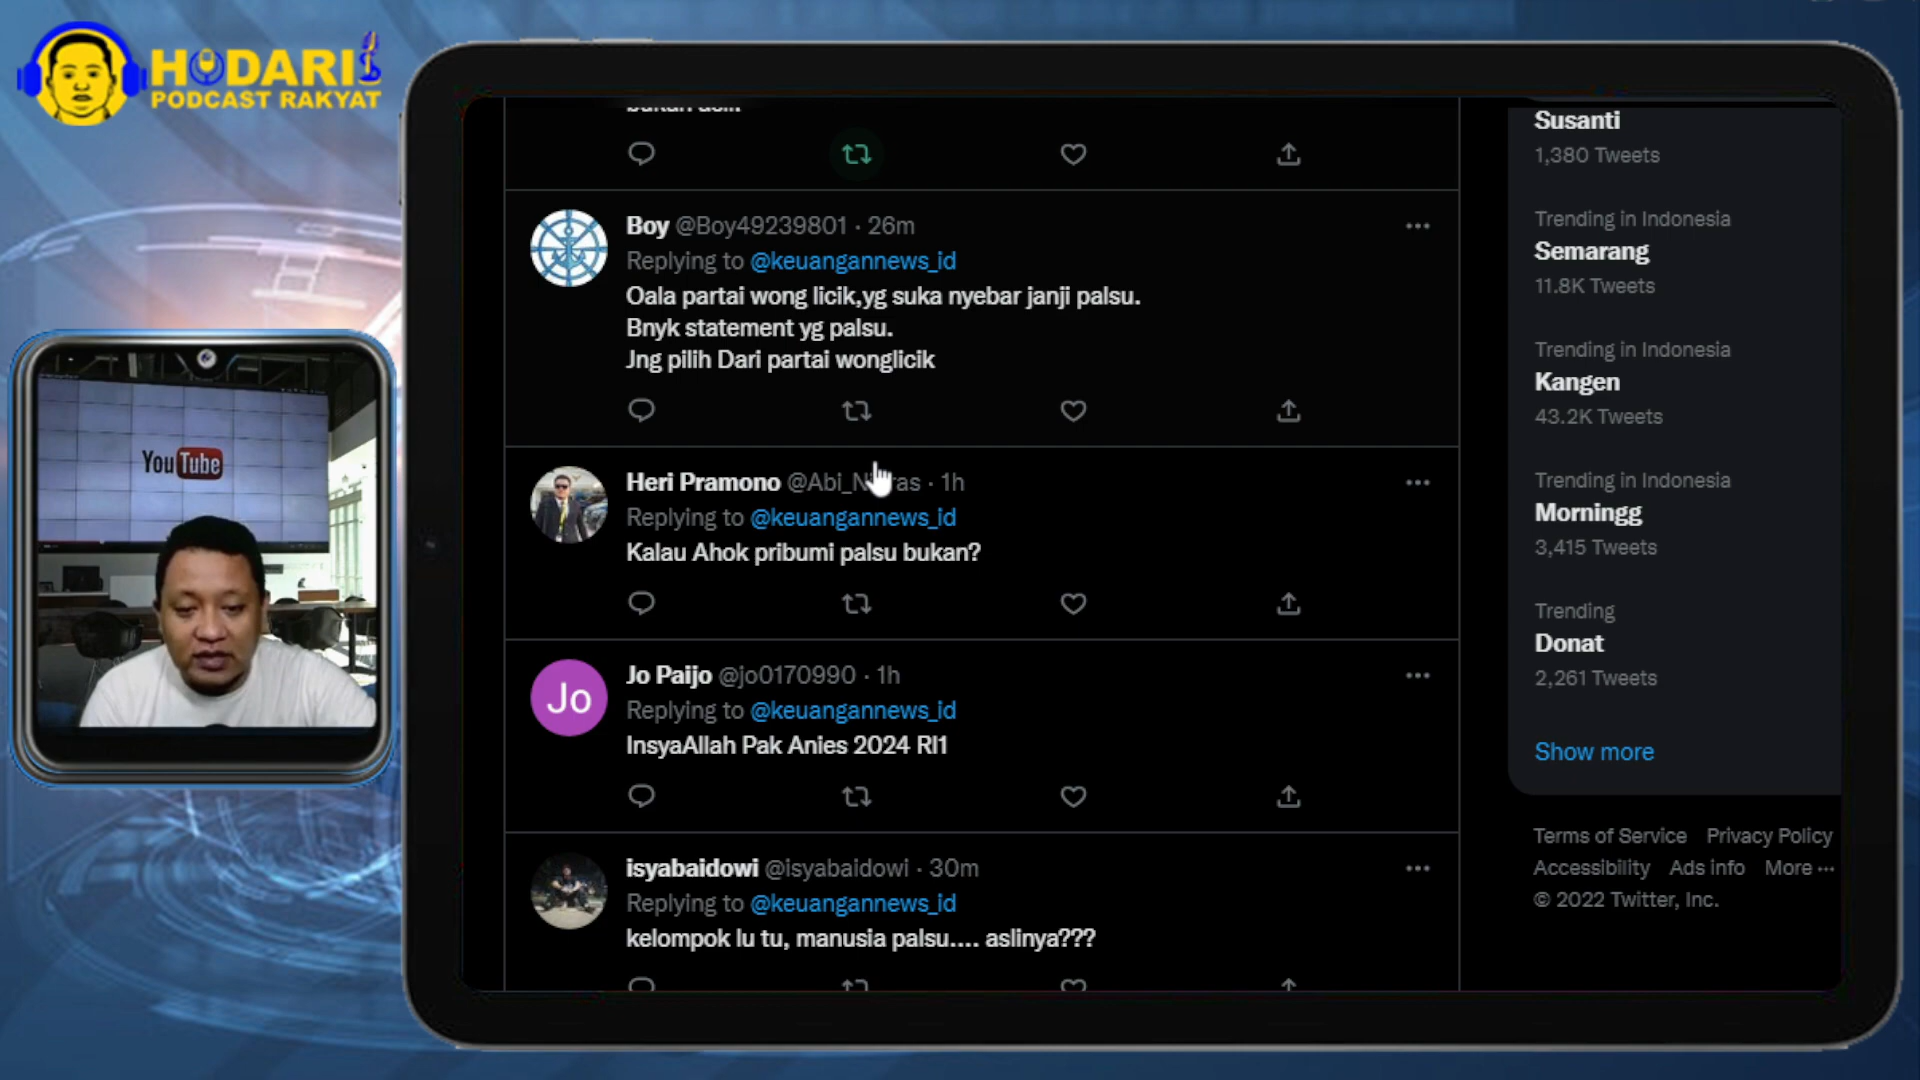 HODARI
PODCAST RAKYAT
YouTube
Boy @Boy49239801 · 26m
Replying to @keuangannews_id
Oala partai wong licik,yg suka nyebar janji palsu.
Bnyk statement yg palsu.
Jng pilih Dari partai wonglicik
Heri Pramono · 1h
Replying to @keuangannews_id
Kalau Ahok pribumi palsu bukan?
Jo
Jo Paijo @jo0170990 · 1h
Replying to @keuangannews_id
InsyaAllah Pak Anies 2024 RI1
isyabaidowi @isyabaidowi · 30m
Replying to @keuangannews_id
kelompok lu tu, manusia palsu.... aslinya???
Susanti
1,380 Tweets
Trending in Indonesia
Semarang
11.8K Tweets
Trending in Indonesia
Kangen
43.2K Tweets
Trending in Indonesia
Morningg
3,415 Tweets
Trending
Donat
2,261 Tweets
Show more
Terms of Service Privacy Policy
Accessibility Ads info More ···
© 2022 Twitter, Inc.